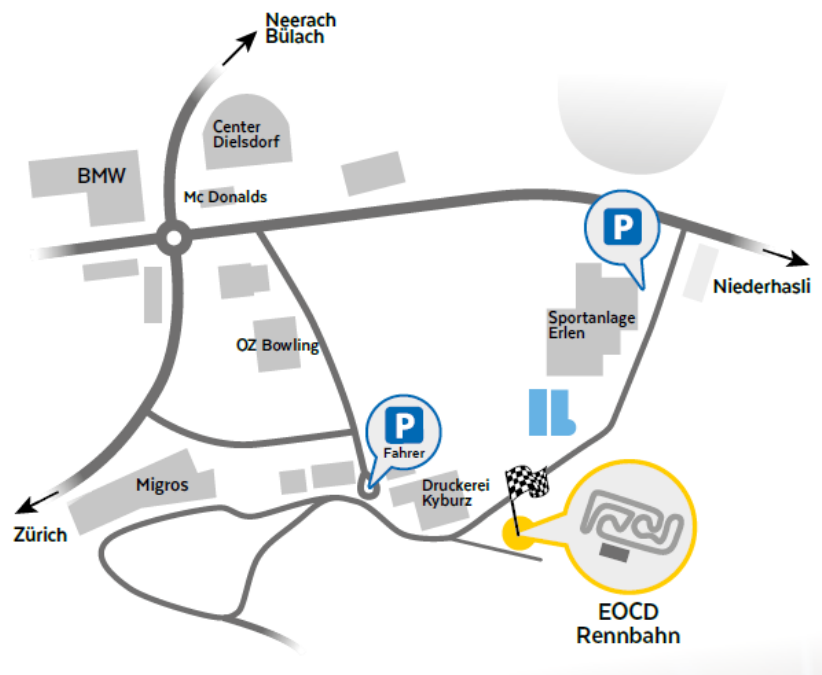 Neerach
Bülach
Center
Dielsdorf
BMW
Mc Donalds
P
Niederhasli
Sportanlage
Erlen
OZ Bowling
P
Fahrer
Migros
Druckerei
Kyburz
Zürich
EOCD
Rennbahn